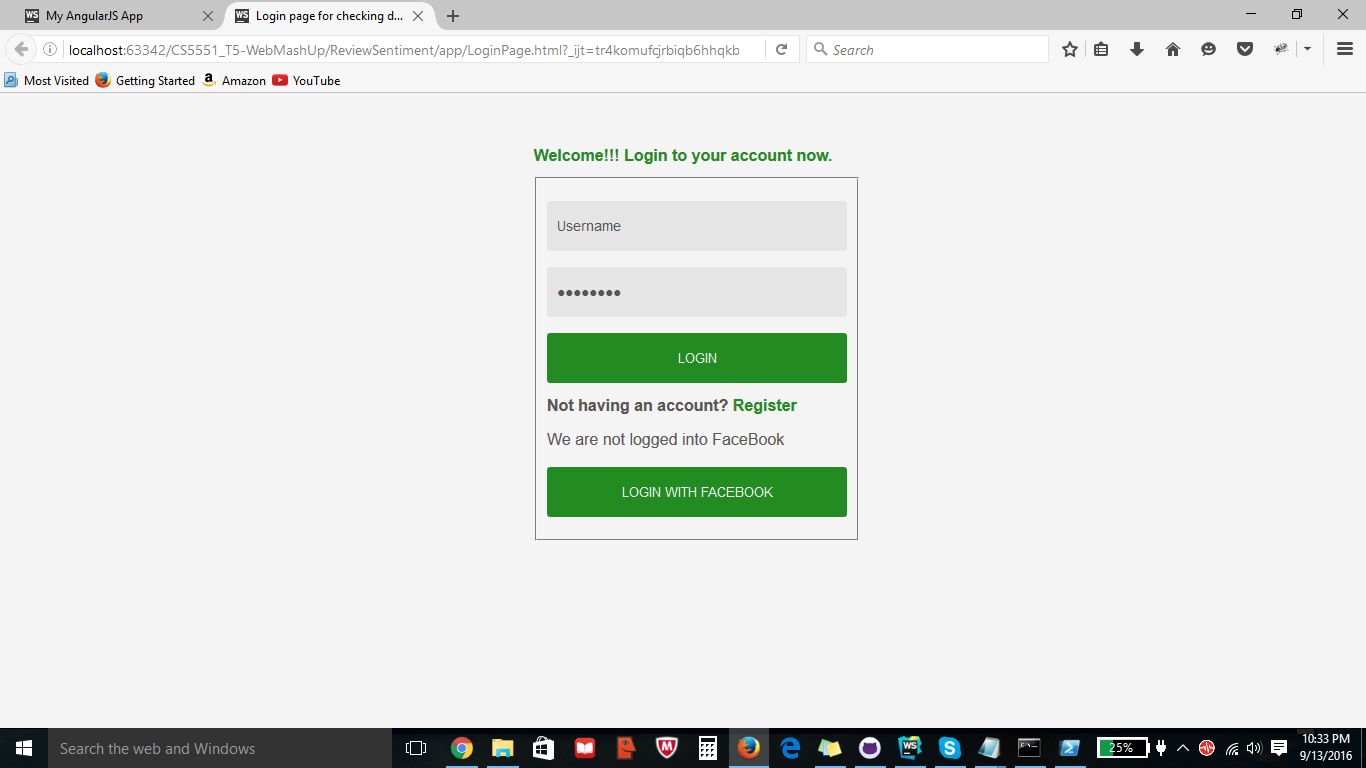 My AngularJS App
Login page for checking d...
localhost:63342/CS5551_T5-WebMashUp/ReviewSentiment/app/LoginPage.html?_ijt=tr4komufcjrbiqb6hhqkb
Search
Most Visited Getting Started Amazon YouTube
Welcome!!! Login to your account now.
Username
••••••••
LOGIN
Not having an account? Register
We are not logged into FaceBook
LOGIN WITH FACEBOOK
Search the web and Windows
25%
10:33 PM
9/13/2016